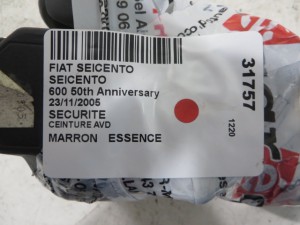 FIAT SEICENTO
SEICENTO
600 50th Anniversary
23/11/2005
SECURITE
CEINTURE AVD
MARRON ESSENCE
31757
1220